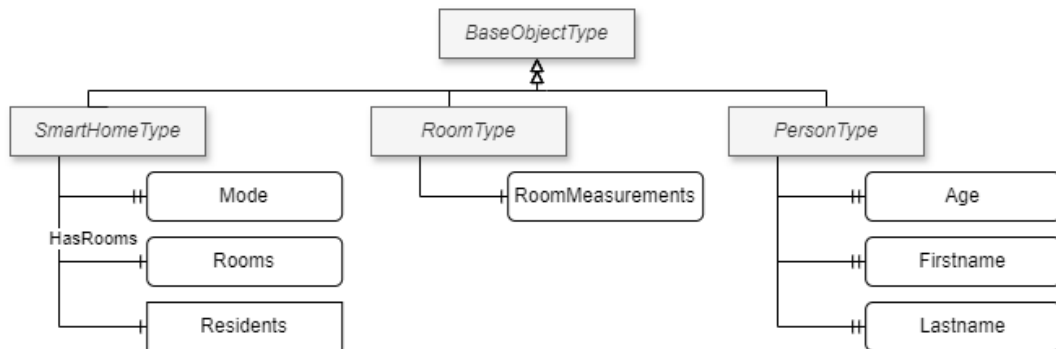 BaseObjectType
SmartHomeType
RoomType
PersonType
Mode
RoomMeasurements
Age
HasRooms
Rooms
Firstname
Residents
Lastname